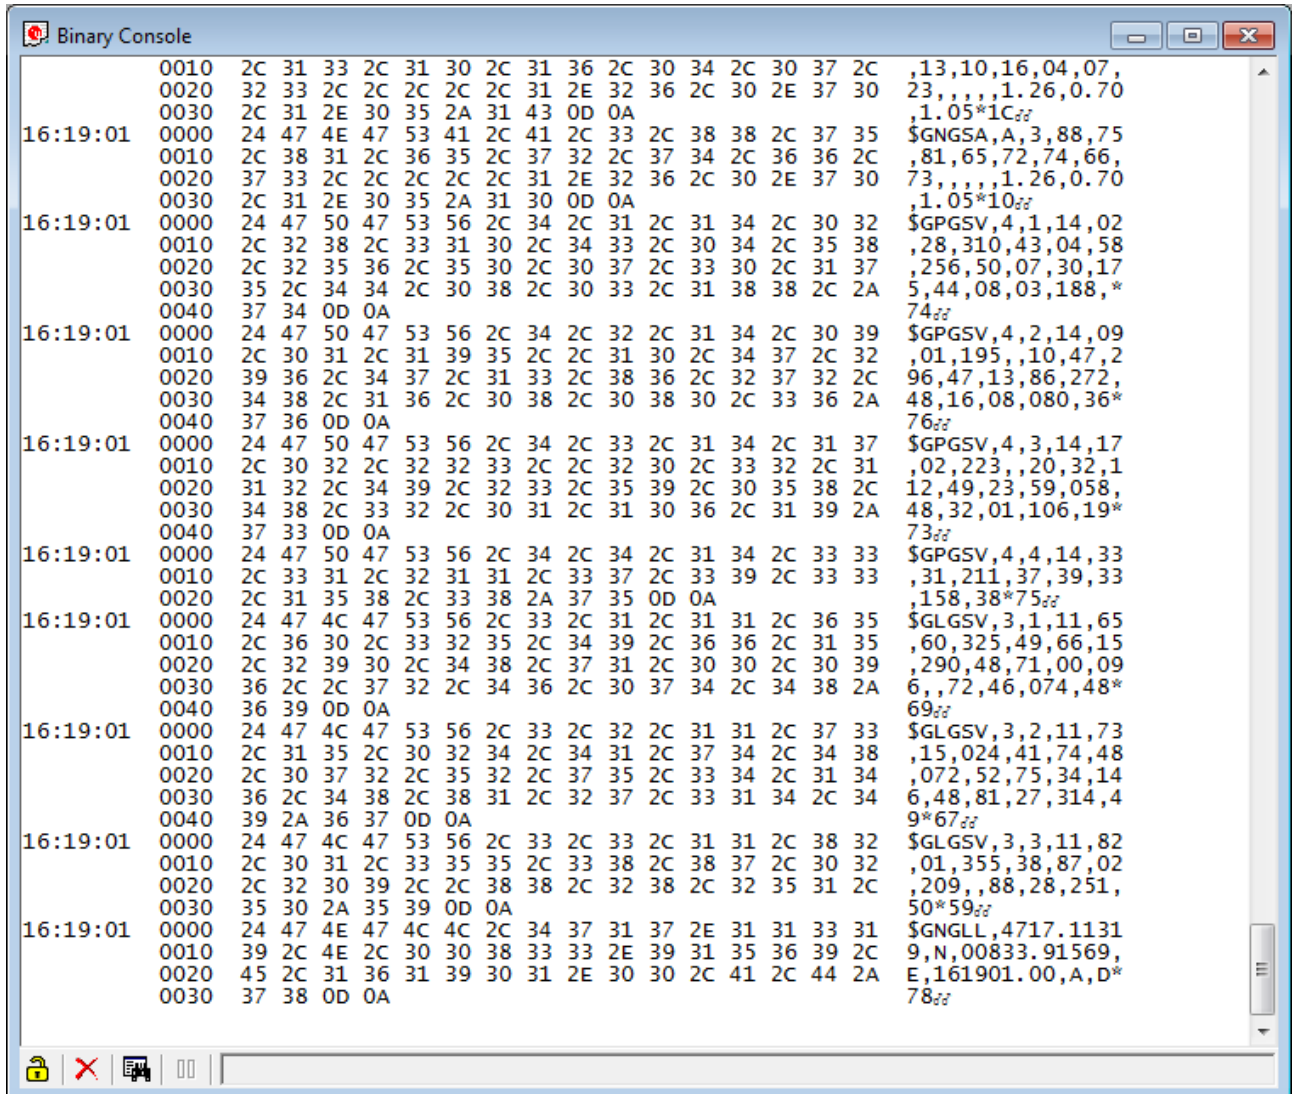 Binary Console
0010 2C 31 33 2C 31 30 2C 31 36 2C 30 34 2C 30 37 2C ,13,10,16,04,07,
0020 32 33 2C 2C 2C 2C 2C 31 2E 32 36 2C 30 2E 37 30 23,,,,,1.26,0.70
0030 2C 31 2E 30 35 2A 31 43 0D 0A ,1.05*1C
16:19:01 0000 24 47 4E 47 53 41 2C 41 2C 33 2C 38 38 2C 37 35 $GNGSA,A,3,88,75
0010 2C 38 31 2C 36 35 2C 37 32 2C 37 34 2C 36 36 2C ,81,65,72,74,66,
0020 37 33 2C 2C 2C 2C 2C 31 2E 32 36 2C 30 2E 37 30 73,,,,,1.26,0.70
0030 2C 31 2E 30 35 2A 31 30 0D 0A ,1.05*10
16:19:01 0000 24 47 50 47 53 56 2C 34 2C 31 2C 31 34 2C 30 32 $GPGSV,4,1,14,02
0010 2C 32 38 2C 33 31 30 2C 34 33 2C 30 34 2C 35 38 ,28,310,43,04,58
0020 2C 32 35 36 2C 35 30 2C 30 37 2C 33 30 2C 31 37 ,256,50,07,30,17
0030 35 2C 34 34 2C 30 38 2C 30 33 2C 31 38 38 2C 2A 5,44,08,03,188,*
0040 37 34 0D 0A 74
16:19:01 0000 24 47 50 47 53 56 2C 34 2C 32 2C 31 34 2C 30 39 $GPGSV,4,2,14,09
0010 2C 30 31 2C 31 39 35 2C 2C 31 30 2C 34 37 2C 32 ,01,195,,10,47,2
0020 39 36 2C 34 37 2C 31 33 2C 38 36 2C 32 37 32 2C 96,47,13,86,272,
0030 34 38 2C 31 36 2C 30 38 2C 30 38 30 2C 33 36 2A 48,16,08,080,36*
0040 37 36 0D 0A 76
16:19:01 0000 24 47 50 47 53 56 2C 34 2C 33 2C 31 34 2C 31 37 $GPGSV,4,3,14,17
0010 2C 30 32 2C 32 32 33 2C 2C 32 30 2C 33 32 2C 31 ,02,223,,20,32,1
0020 31 32 2C 34 39 2C 32 33 2C 35 39 2C 30 35 38 2C 12,49,23,59,058,
0030 34 38 2C 33 32 2C 30 31 2C 31 30 36 2C 31 39 2A 48,32,01,106,19*
0040 37 33 0D 0A 73
16:19:01 0000 24 47 50 47 53 56 2C 34 2C 34 2C 31 34 2C 33 33 $GPGSV,4,4,14,33
0010 2C 33 31 2C 32 31 31 2C 33 37 2C 33 39 2C 33 33 ,31,211,37,39,33
0020 2C 31 35 38 2C 33 38 2A 37 35 0D 0A ,158,38*75
16:19:01 0000 24 47 4C 47 53 56 2C 33 2C 31 2C 31 31 2C 36 35 $GLGSV,3,1,11,65
0010 2C 36 30 2C 33 32 35 2C 34 39 2C 36 36 2C 31 35 ,60,325,49,66,15
0020 2C 32 39 30 2C 34 38 2C 37 31 2C 30 30 2C 30 39 ,290,48,71,00,09
0030 36 2C 2C 37 32 2C 34 36 2C 30 37 34 2C 34 38 2A 6,,72,46,074,48*
0040 36 39 0D 0A 69
16:19:01 0000 24 47 4C 47 53 56 2C 33 2C 32 2C 31 31 2C 37 33 $GLGSV,3,2,11,73
0010 2C 31 35 2C 30 32 34 2C 34 31 2C 37 34 2C 34 38 ,15,024,41,74,48
0020 2C 30 37 32 2C 35 32 2C 37 35 2C 33 34 2C 31 34 ,072,52,75,34,14
0030 36 2C 34 38 2C 38 31 2C 32 37 2C 33 31 34 2C 34 6,48,81,27,314,4
0040 39 2A 36 37 0D 0A 9*67
16:19:01 0000 24 47 4C 47 53 56 2C 33 2C 33 2C 31 31 2C 38 32 $GLGSV,3,3,11,82
0010 2C 30 31 2C 33 35 35 2C 33 38 2C 38 37 2C 30 32 ,01,355,38,87,02
0020 2C 32 30 39 2C 2C 38 38 2C 32 38 2C 32 35 31 2C ,209,,88,28,251,
0030 35 30 2A 35 39 0D 0A 50*59
16:19:01 0000 24 47 4E 47 4C 4C 2C 34 37 31 37 2E 31 31 33 31 $GNGLL,4717.1131
0010 39 2C 4E 2C 30 30 38 33 33 2E 39 31 35 36 39 2C 9,N,00833.91569,
0020 45 2C 31 36 31 39 30 31 2E 30 30 2C 41 2C 44 2A E,161901.00,A,D*
0030 37 38 0D 0A 78